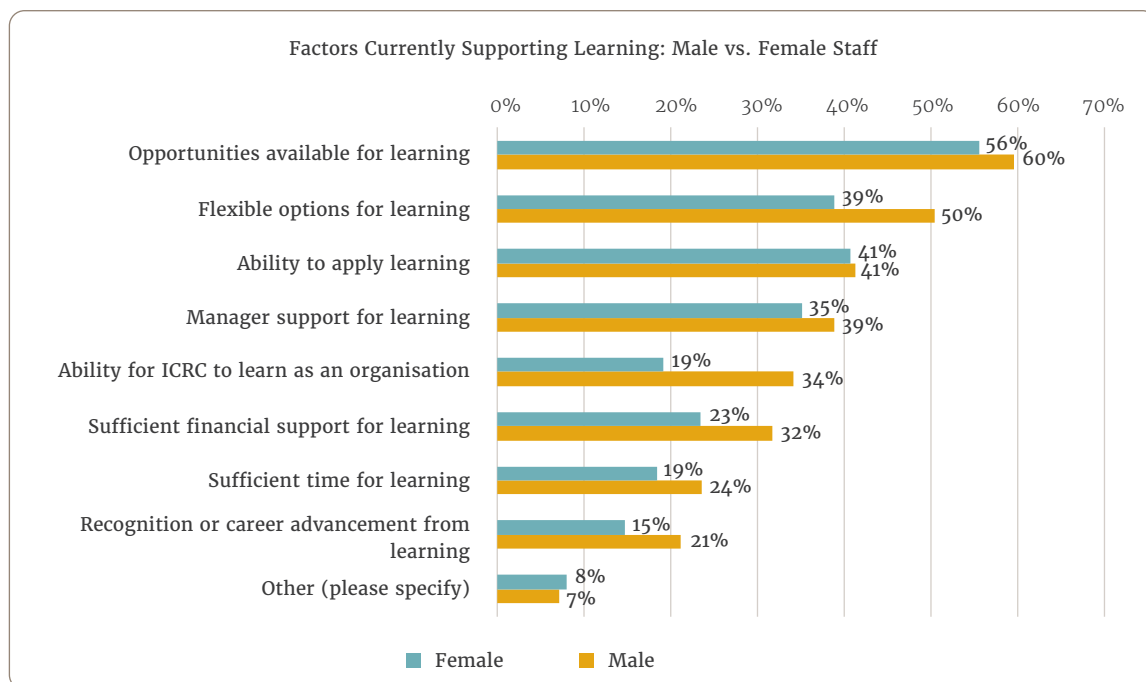 Factors Currently Supporting Learning: Male vs. Female Staff
0% 10% 20% 30% 40% 50% 60% 70%
Opportunities available for learning 56%
60%
Flexible options for learning 39%
50%
Ability to apply learning 41%
41%
Manager support for learning 35%
39%
Ability for ICRC to learn as an organisation 19%
34%
Sufficient financial support for learning 23%
32%
Sufficient time for learning 19%
24%
Recognition or career advancement from 15%
learning 21%
Other (please specify) 8%
7%
Female Male